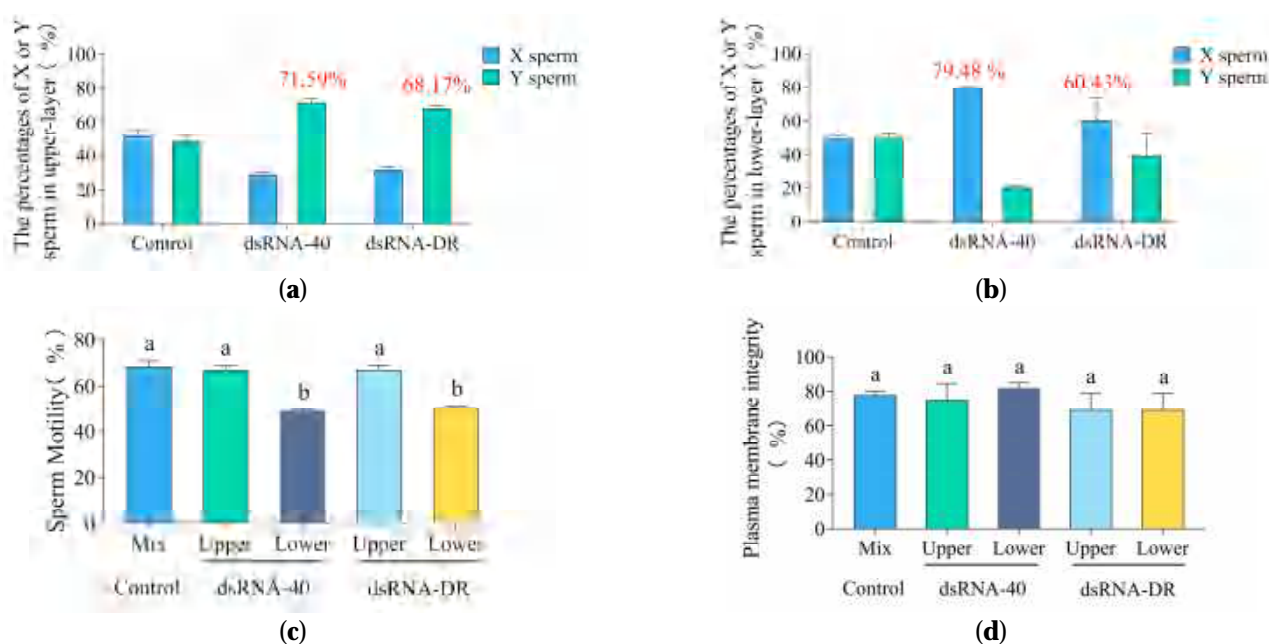 The percentages of X or Y
sperm in upper-layer ( %)
100
80
60
40
20
0
X sperm
Y sperm
71.59%
68.17%
Control
dsRNA-40
dsRNA-DR
(a)
The percentages of X or Y
sperm in lower-layer ( %)
100
80
60
40
20
0
X sperm
Y sperm
79.48 %
60.43%
Control
dsRNA-40
dsRNA-DR
(b)
Sperm Motility( %)
80
60
40
20
0
a
a
b
a
b
Mix
Upper
Lower
Upper
Lower
Control
dsRNA-40
dsRNA-DR
(c)
Plasma membrane integrity
( %)
100
80
60
40
20
0
a
a
a
a
a
Mix
Upper
Lower
Upper
Lower
Control
dsRNA-40
dsRNA-DR
(d)